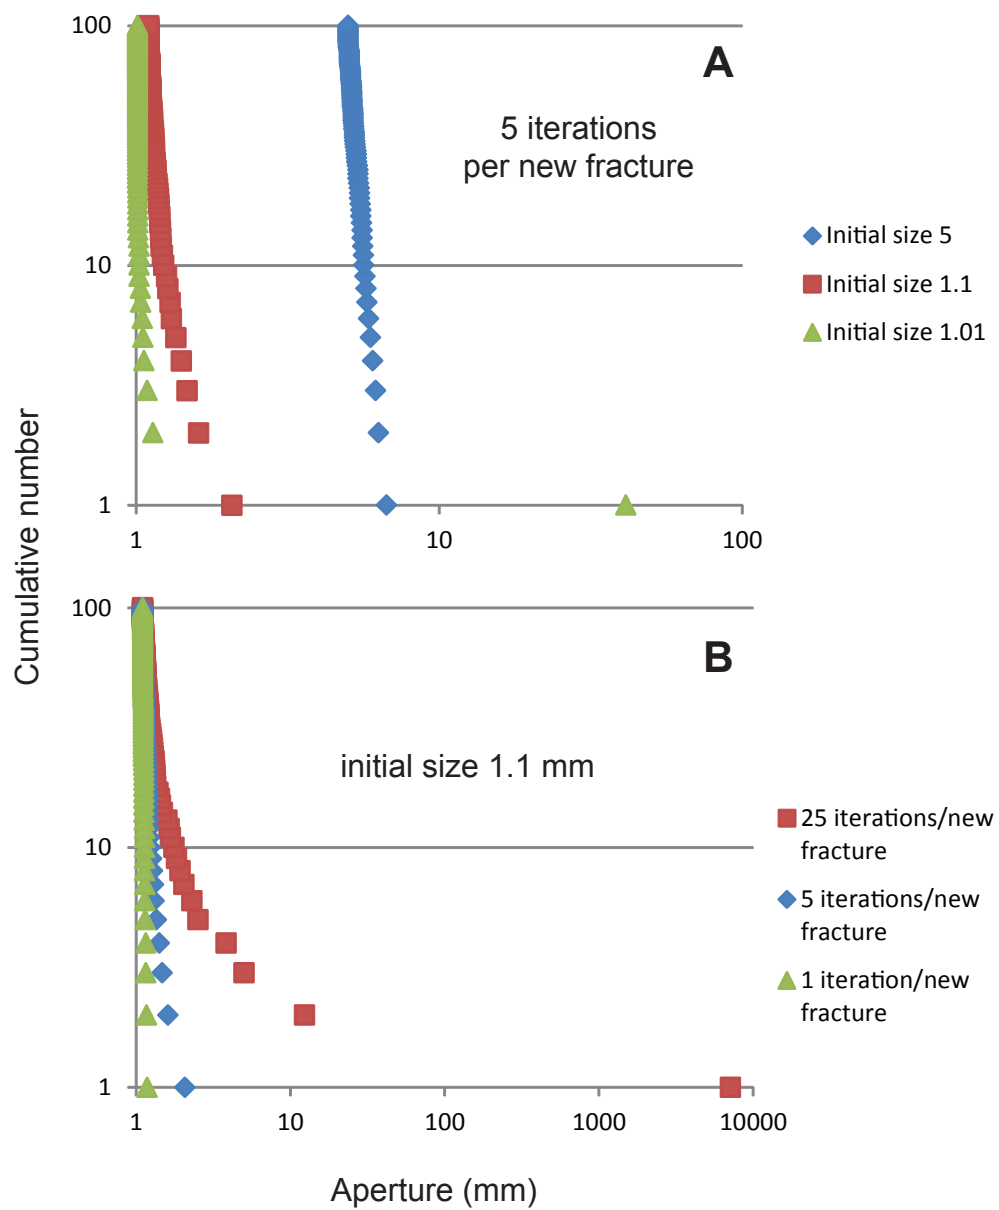 100
A
5 iterations
per new fracture
Initial size 5
10
Initial size 1.1
Initial size 1.01
Cumulative number
1
1
10
100
100
B
initial size 1.1 mm
25 iterations/new
fracture
10
5 iterations/new
fracture
1 iteration/new
fracture
1
1
10
100
1000
10000
Aperture (mm)